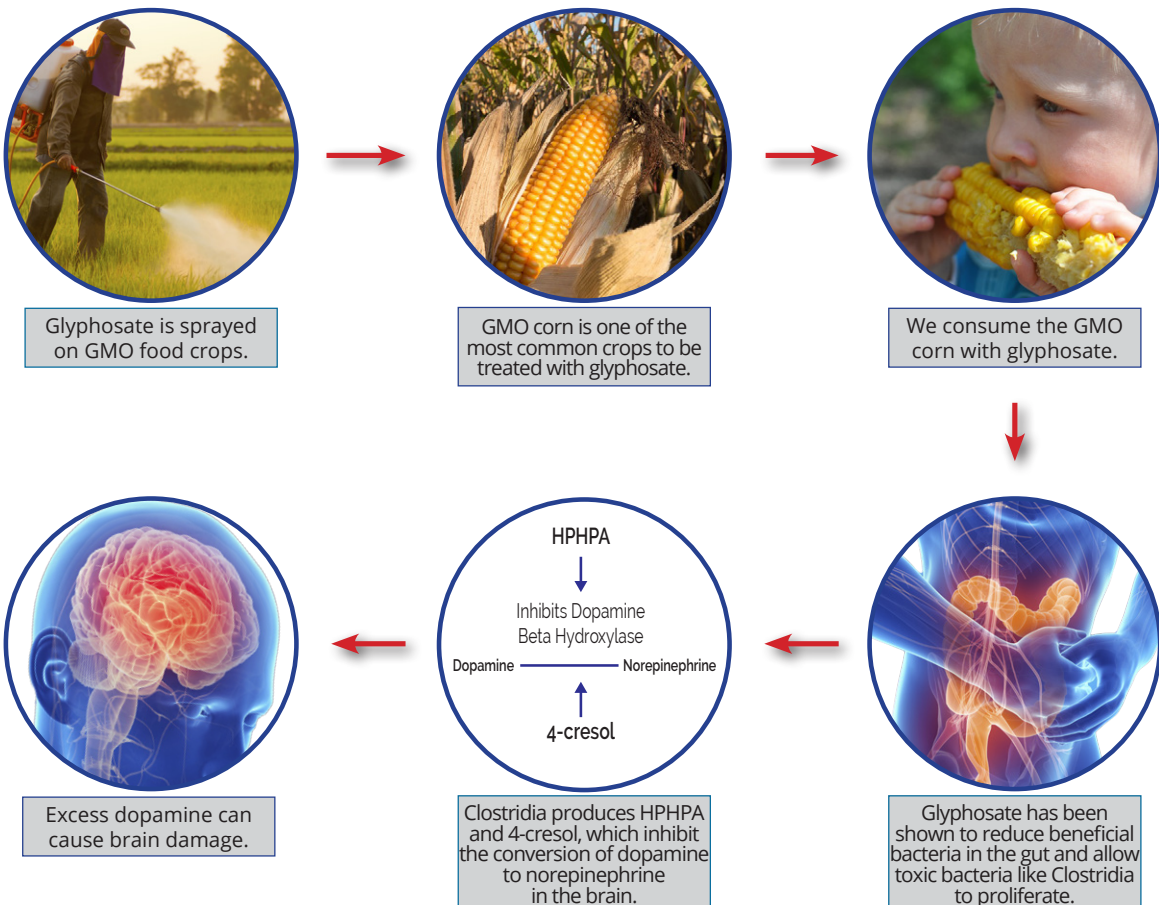 Glyphosate is sprayed
on GMO food crops.
GMO corn is one of the
most common crops to be
treated with glyphosate.
We consume the GMO
corn with glyphosate.
Glyphosate has been
shown to reduce beneficial
bacteria in the gut and allow
toxic bacteria like Clostridia
to proliferate.
HPHPA
Inhibits Dopamine
Beta Hydroxylase
Dopamine
Norepinephrine
4-cresol
Clostridia produces HPHPA
and 4-cresol, which inhibit
the conversion of dopamine
to norepinephrine
in the brain.
Excess dopamine can
cause brain damage.